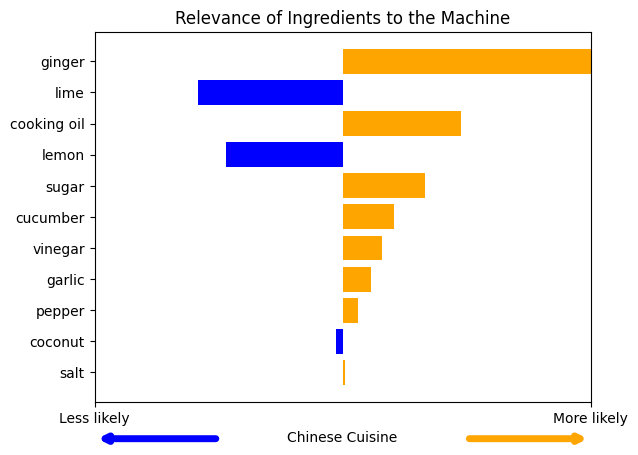 Relevance of Ingredients to the Machine
ginger
lime
cooking oil
lemon
sugar
cucumber
vinegar
garlic
pepper
coconut
salt
Less likely
More likely
Chinese Cuisine